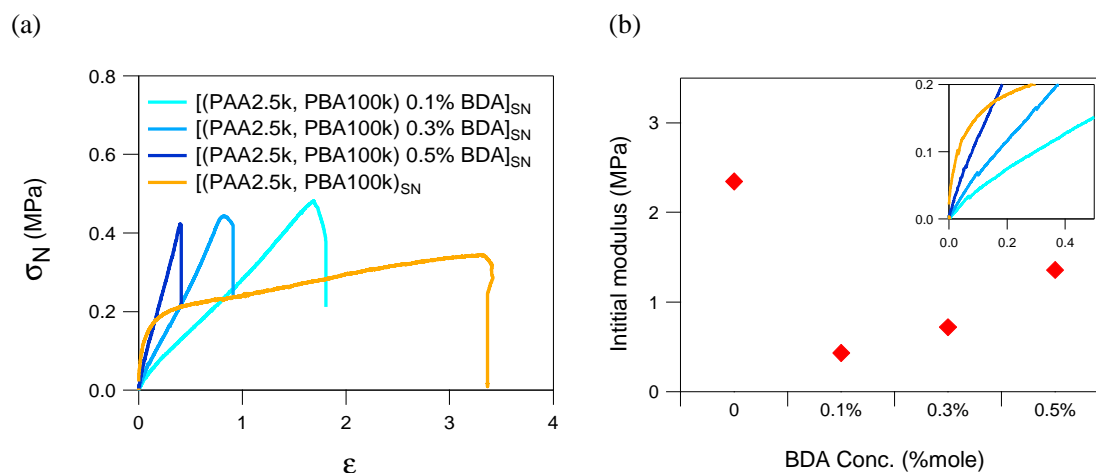 (a)
0.8
0.6
0.4
0.2
0.0
σN (MPa)
[(PAA2.5k, PBA100k) 0.1% BDA]SN
[(PAA2.5k, PBA100k) 0.3% BDA]SN
[(PAA2.5k, PBA100k) 0.5% BDA]SN
[(PAA2.5k, PBA100k)SN
0 1 2 3 4
ε
(b)
3
2
1
0
Intitial modulus (MPa)
0.2
0.1
0.0
0.0 0.2 0.4
0 0.1% 0.3% 0.5%
BDA Conc. (%mole)